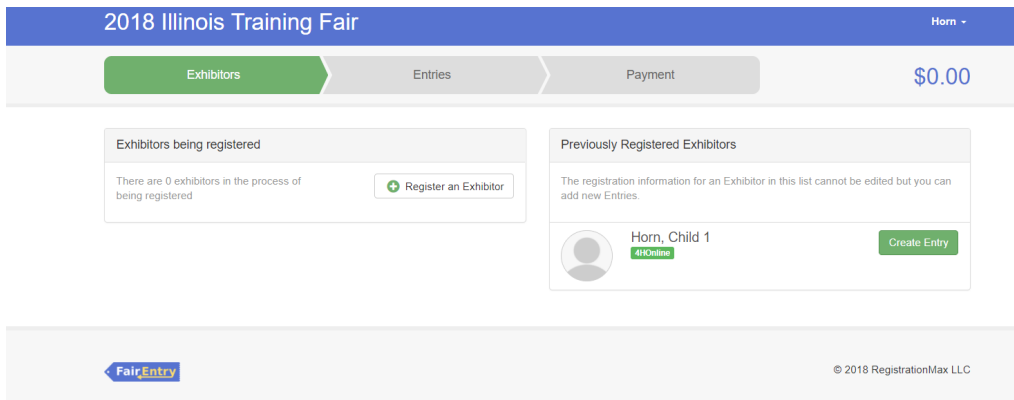 2018 Illinois Training Fair
Horn
Exhibitors
Entries
Payment
$0.00
Exhibitors being registered
There are 0 exhibitors in the process of
being registered
Register an Exhibitor
Previously Registered Exhibitors
The registration information for an Exhibitor in this list cannot be edited but you can
add new Entries.
Horn, Child 1
4HOnline
Create Entry
FairEntry
© 2018 RegistrationMax LLC